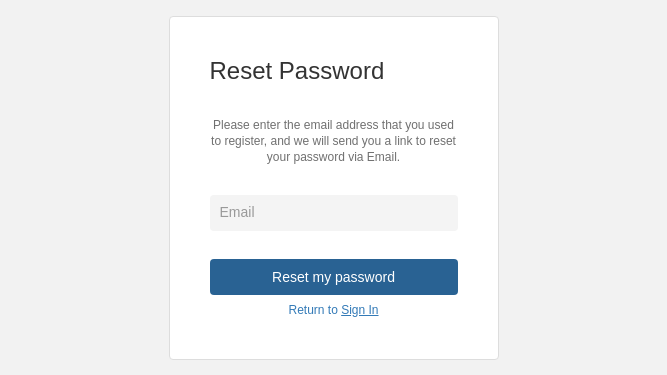 Reset Password
Please enter the email address that you used
to register, and we will send you a link to reset
your password via Email.
Email
Reset my password
Return to Sign In